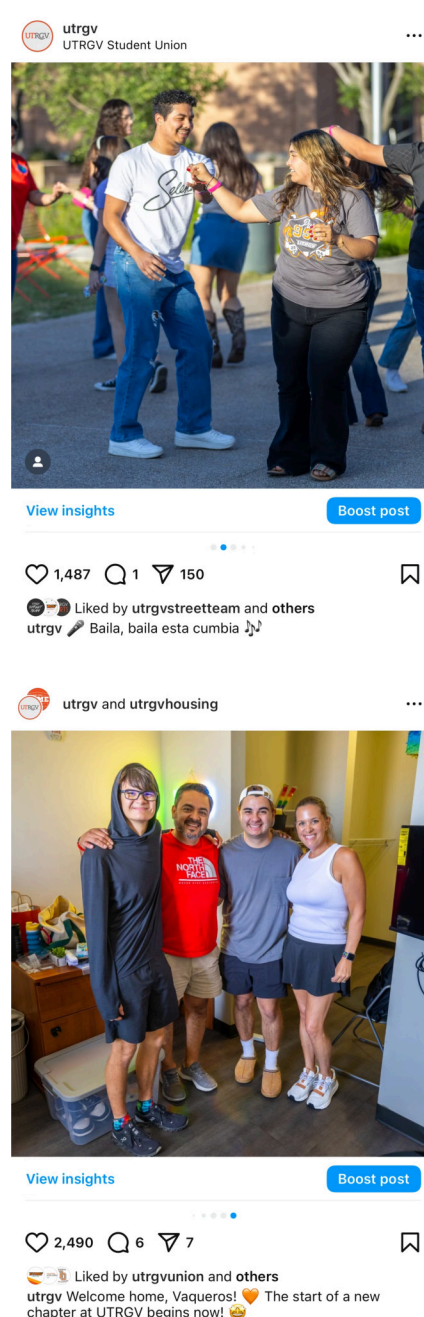 utrgv
UTRGV Student Union
UTRGV
Selena
View insights
Boost post
1,487
1
150
Liked by utrgvstreetteam and others
utrgv 🎤 Baila, baila esta cumbia 🎶
utrgv and utrgvhousing
UTRGV
THE
NORTH
FACE
View insights
Boost post
2,490
6
7
Liked by utrgvunion and others
utrgv Welcome home, Vaqueros! 🧡 The start of a new
chapter at UTRGV begins now! 🤩